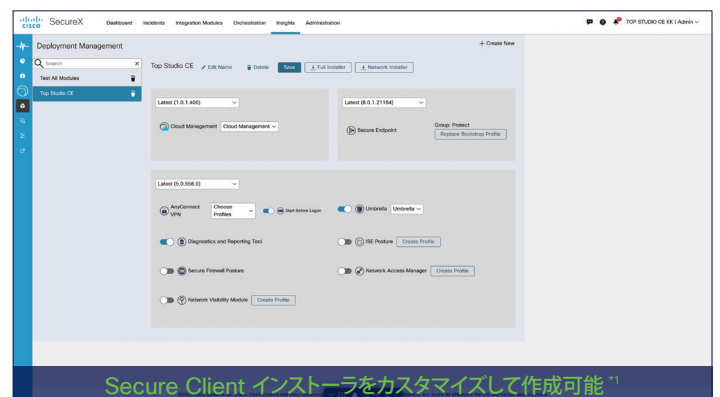 CISCO SecureX Dashboard Incidents Integration Modules Orchestration Insights Administration TOP STUDIO CE KK | Admin
Deployment Management
+ Create New
Search
Test All Modules
Top Studio CE
Top Studio CE Edit Name Delete Save Full Installer Network Installer
Latest (1.0.1.400)
Cloud Management Cloud Management
Latest (8.0.1.21164)
Secure Endpoint
Group: Protect
Replace Bootstrap Profile
Latest (5.0.556.0)
AnyConnect VPN Choose Profiles Start Before Logon
Umbrella Umbrella
Diagnostics and Reporting Tool
ISE Posture Create Profile
Secure Firewall Posture
Network Access Manager Create Profile
Network Visibility Module Create Profile
Secure Client インストーラをカスタマイズして作成可能 *1